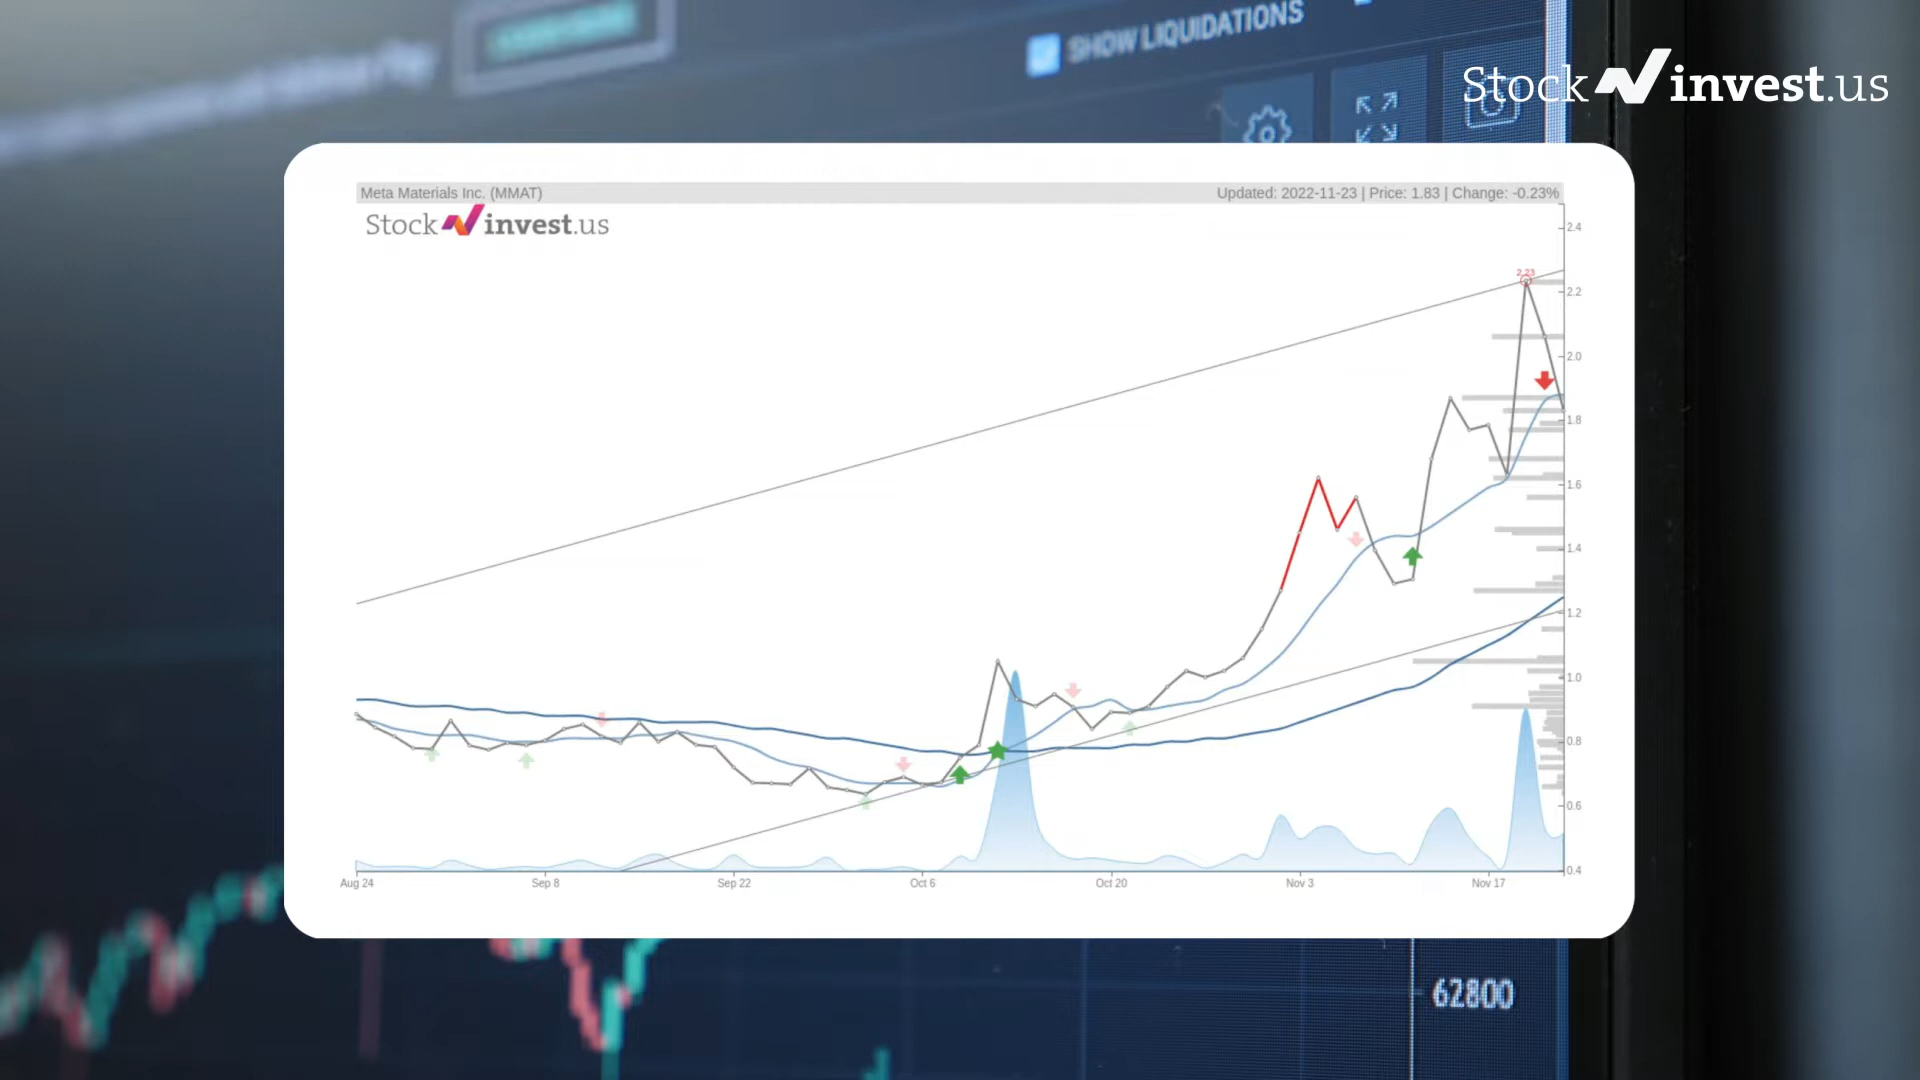 SHOW LIQUIDATIONS
Stock invest.us
Meta Materials Inc. (MMAT)
Updated: 2022-11-23 | Price: 1.83 | Change: -0.23%
Stock invest.us
2.4
2.23
2.2
2.0
1.8
1.6
1.4
1.2
1.0
0.8
0.6
0.4
Aug 24
Sep 8
Sep 22
Oct 6
Oct 20
Nov 3
Nov 17
62800